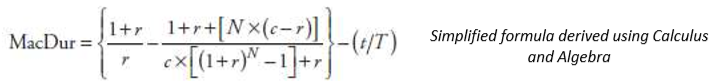 MacDur = { (1+r)/r − (1+r+[N×(c−r)])/(c×[(1+r)^N −1]+r) } − (t/T) Simplified formula derived using Calculus
and Algebra